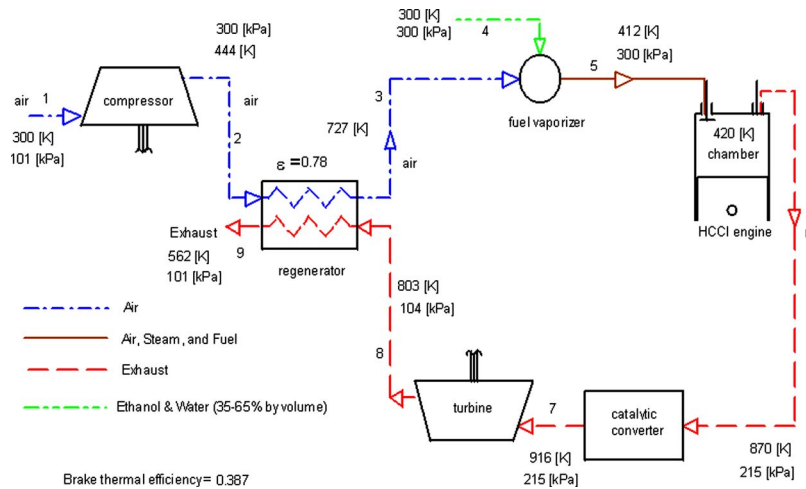 300 [K]
300 [kPa]
4
300 [kPa]
444 [K]
412 [K]
300 [kPa]
5
air
1
compressor
air
3
fuel vaporizer
300 [K]
101 [kPa]
2
727 [K]
air
420 [K]
chamber
ε =0.78
HCCI engine
Exhaust
9
562 [K]
101 [kPa]
regenerator
803 [K]
104 [kPa]
Air
Air, Steam, and Fuel
Exhaust
Ethanol & Water (35-65% by volume)
8
turbine
7
catalytic
converter
916 [K]
215 [kPa]
870 [K]
215 [kPa]
Brake thermal efficiency= 0.387